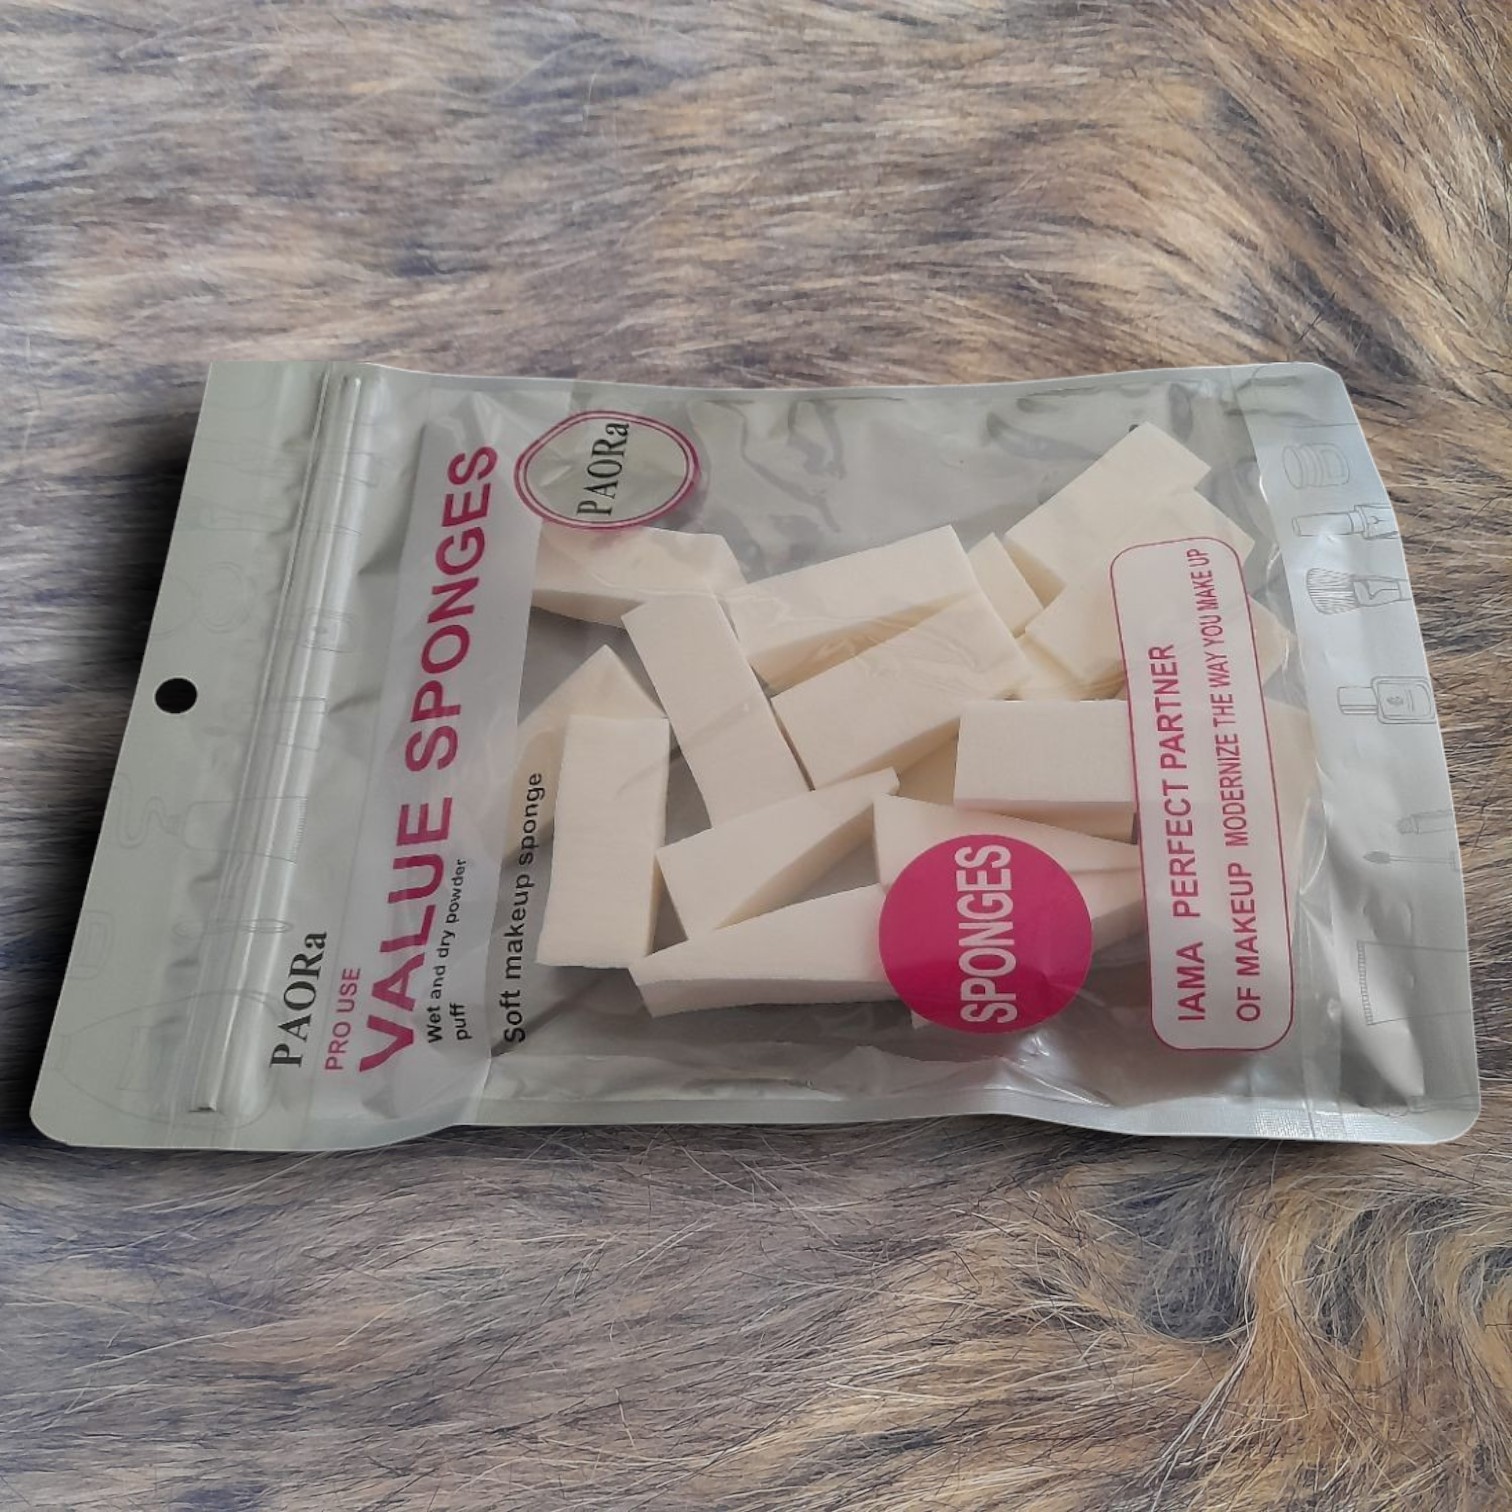 PAORa
PRO USE
VALUE SPONGES
Wet and dry powder
puff
Soft makeup sponge
PAORa
SPONGES
IAMA PERFECT PARTNER
OF MAKEUP MODERNIZE THE WAY YOU MAKE UP